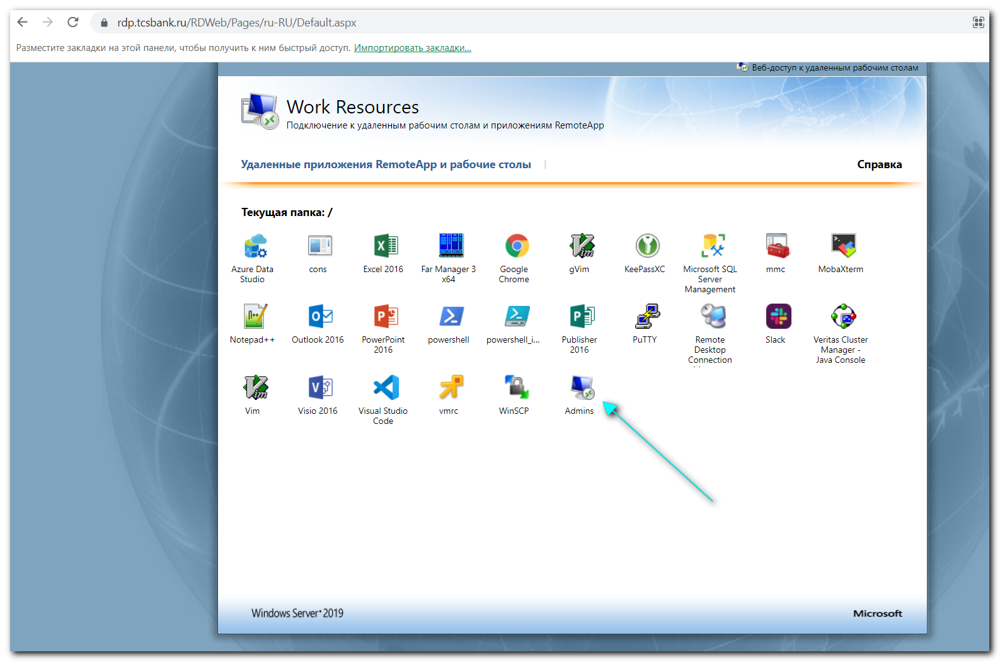 rdp.tcsbank.ru/RDWeb/Pages/ru-RU/Default.aspx
Разместите закладки на этой панели, чтобы получить к ним быстрый доступ. Импортировать закладки...
Веб-доступ к удаленным рабочим столам
Work Resources
Подключение к удаленным рабочим столам и приложениям RemoteApp
Удаленные приложения RemoteApp и рабочие столы |
Справка
Текущая папка: /
Azure Data
Studio
cons
Excel 2016
Far Manager 3
x64
Google
Chrome
gVim
KeePassXC
Microsoft SQL
Server
Management
mmc
MobaXterm
Notepad++
Outlook 2016
PowerPoint
2016
powershell
powershell_i...
Publisher
2016
PuTTY
Remote
Desktop
Connection
Slack
Veritas Cluster
Manager -
Java Console
Vim
Visio 2016
Visual Studio
Code
vmrc
WinSCP
Admins
Windows Server 2019
Microsoft